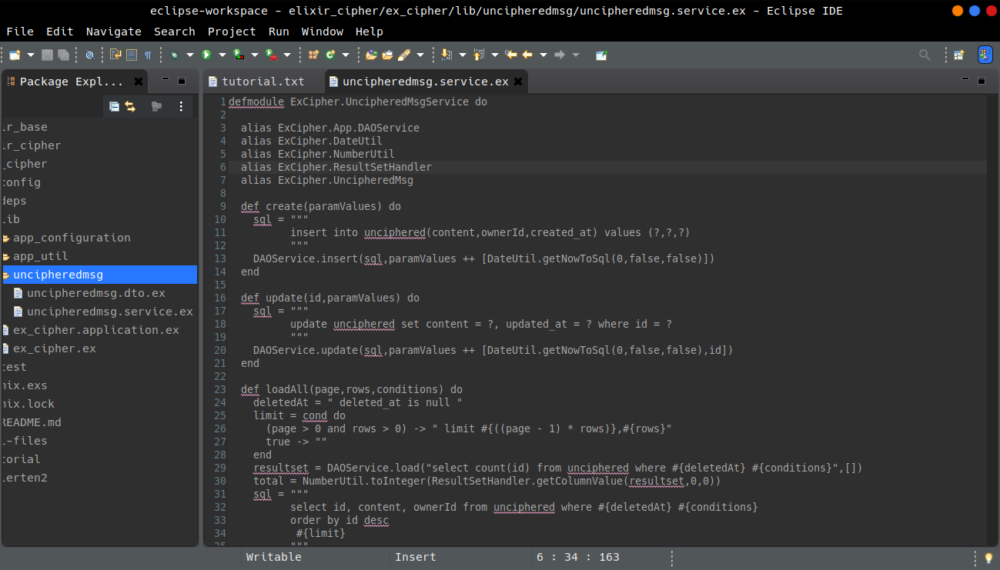 eclipse-workspace - elixir_cipher/ex_cipher/lib/uncipheredmsg/uncipheredmsg.service.ex - Eclipse IDE
File Edit Navigate Search Project Run Window Help
Package Expl...
ir_base
ir_cipher
_cipher
config
deps
lib
app_configuration
app_util
uncipheredmsg
uncipheredmsg.dto.ex
uncipheredmsg.service.ex
ex_cipher.application.ex
ex_cipher.ex
test
mix.exs
mix.lock
README.md
l-files
torial
lerten2
tutorial.txt
uncipheredmsg.service.ex
1 defmodule ExCipher.UncipheredMsgService do
2
3   alias ExCipher.App.DAOService
4   alias ExCipher.DateUtil
5   alias ExCipher.NumberUtil
6   alias ExCipher.ResultSetHandler
7   alias ExCipher.UncipheredMsg
8
9   def create(paramValues) do
10     sql = """
11           insert into unciphered(content,ownerId,created_at) values (?,?,?)
12           """
13     DAOService.insert(sql,paramValues ++ [DateUtil.getNowToSql(0,false,false)])
14   end
15
16   def update(id,paramValues) do
17     sql = """
18           update unciphered set content = ?, updated_at = ? where id = ?
19           """
20     DAOService.update(sql,paramValues ++ [DateUtil.getNowToSql(0,false,false),id])
21   end
22
23   def loadAll(page,rows,conditions) do
24     deletedAt = " deleted_at is null "
25     limit = cond do
26       (page > 0 and rows > 0) -> " limit #{((page - 1) * rows)},#{rows}"
27       true -> ""
28     end
29     resultset = DAOService.load("select count(id) from unciphered where #{deletedAt} #{conditions}",[])
30     total = NumberUtil.toInteger(ResultSetHandler.getColumnValue(resultset,0,0))
31     sql = """
32           select id, content, ownerId from unciphered where #{deletedAt} #{conditions}
33           order by id desc
34            #{limit}
35           """
Writable
Insert
6 : 34 : 163